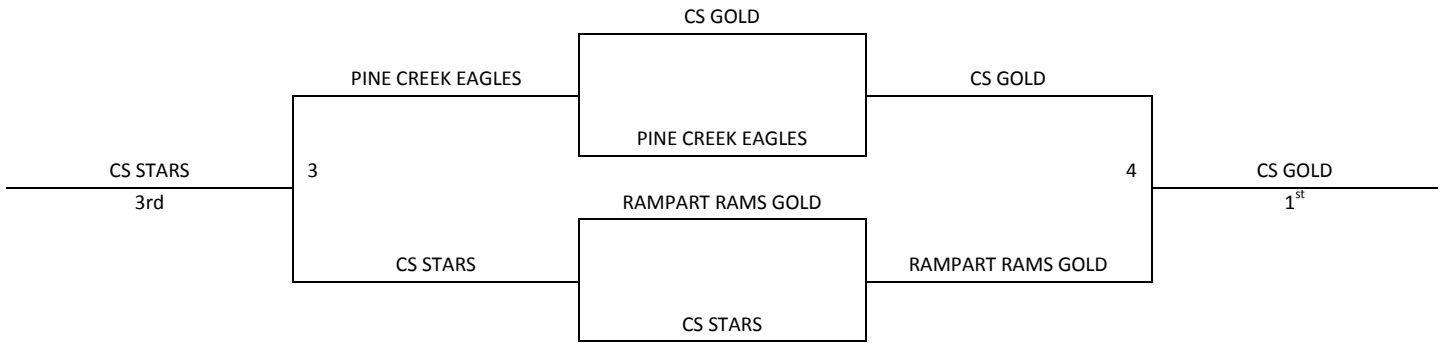 CS GOLD
PINE CREEK EAGLES
CS GOLD
PINE CREEK EAGLES
CS STARS
3
4
CS GOLD
3rd
RAMPART RAMS GOLD
1st
CS STARS
RAMPART RAMS GOLD
CS STARS